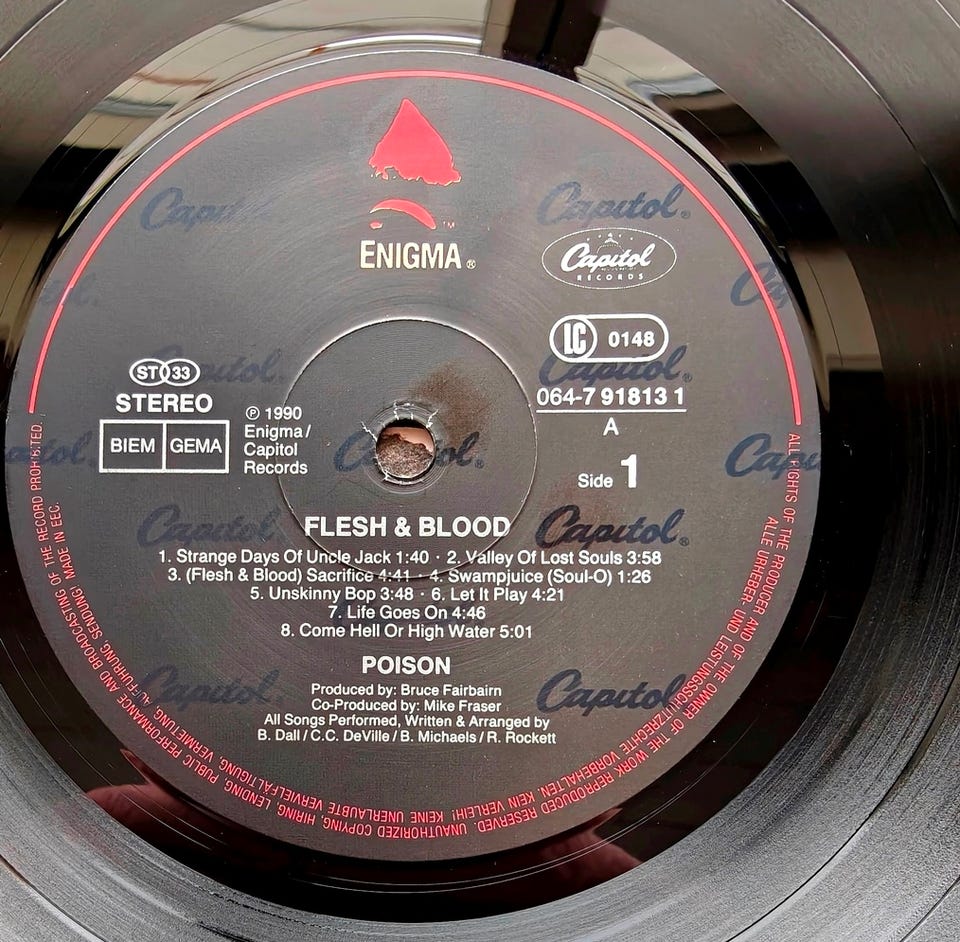 ENIGMA®
™
Capitol®
Capitol
RECORDS
LC 0148
ST 33
STEREO
BIEM GEMA
℗ 1990
Enigma/
Capitol
Records
064-7 91813 1
A
Side 1
FLESH & BLOOD
1. Strange Days Of Uncle Jack 1:40 · 2. Valley Of Lost Souls 3:58
3. (Flesh & Blood) Sacrifice 4:41 · 4. Swampjuice (Soul-O) 1:26
5. Unskinny Bop 3:48 · 6. Let It Play 4:21
7. Life Goes On 4:46
8. Come Hell Or High Water 5:01
POISON
Produced by: Bruce Fairbairn
Co-Produced by: Mike Fraser
All Songs Performed, Written & Arranged by
B. Dall / C.C. DeVille / B. Michaels / R. Rockett
ALL RIGHTS OF THE PRODUCER AND OF THE OWNER OF THE WORK REPRODUCED RESERVED. UNAUTHORIZED COPYING, HIRING, LENDING, PUBLIC PERFORMANCE AND BROADCASTING OF THE RECORD PROHIBITED.
ALLE URHEBER- UND LEISTUNGSSCHUTZRECHTE VORBEHALTEN. KEIN VERLEIH! KEINE UNERLAUBTE VERVIELFÄLTIGUNG, VERMIETUNG, AUFFÜHRUNG, SENDUNG! MADE IN EEC.